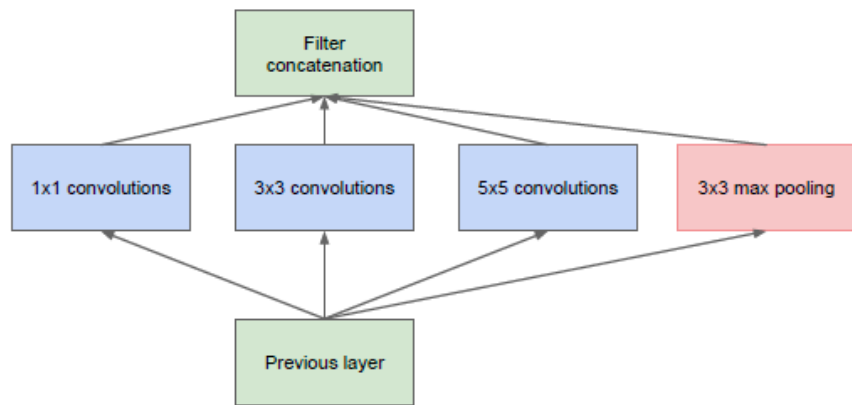 Filter
concatenation
1x1 convolutions
3x3 convolutions
5x5 convolutions
3x3 max pooling
Previous layer